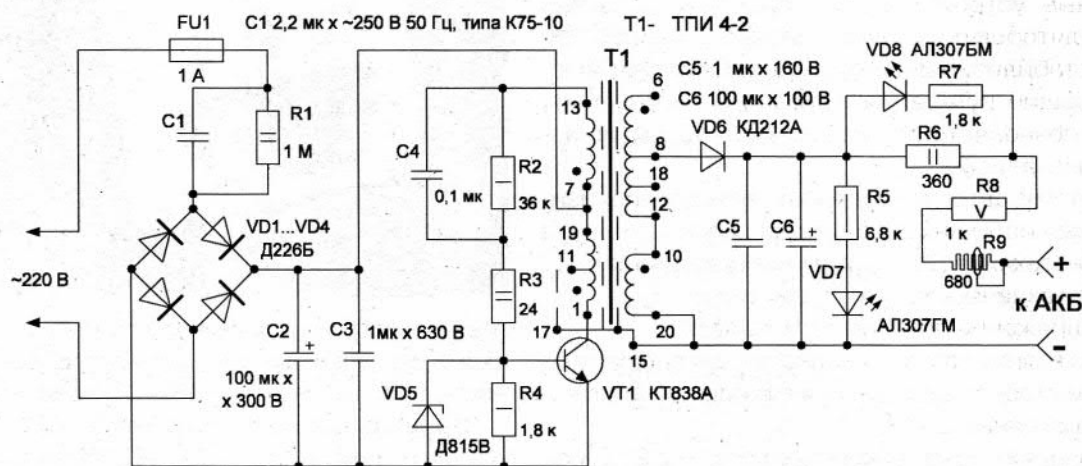 FU1
С1 2,2 мк х ~250 В 50 Гц, типа К75-10
T1- ТПИ 4-2
1 А
C1
R1
1 М
VD1...VD4
Д226Б
~220 В
C2
+
100 мк х
х 300 В
C3
1мк х 630 В
C4
0,1 мк
R2
36 к
R3
24
R4
1,8 к
VD5
Д815В
T1
13
7
19
11
1
17
6
8
18
12
10
20
15
VT1 КТ838А
C5 1 мк х 160 В
C6 100 мк х 100 В
VD6 КД212А
C5
C6
+
VD8 АЛ307БМ
R7
1,8 к
R6
360
R5
6,8 к
R8
V
1 к
R9
680
VD7
АЛ307ГМ
+
к АКБ
-